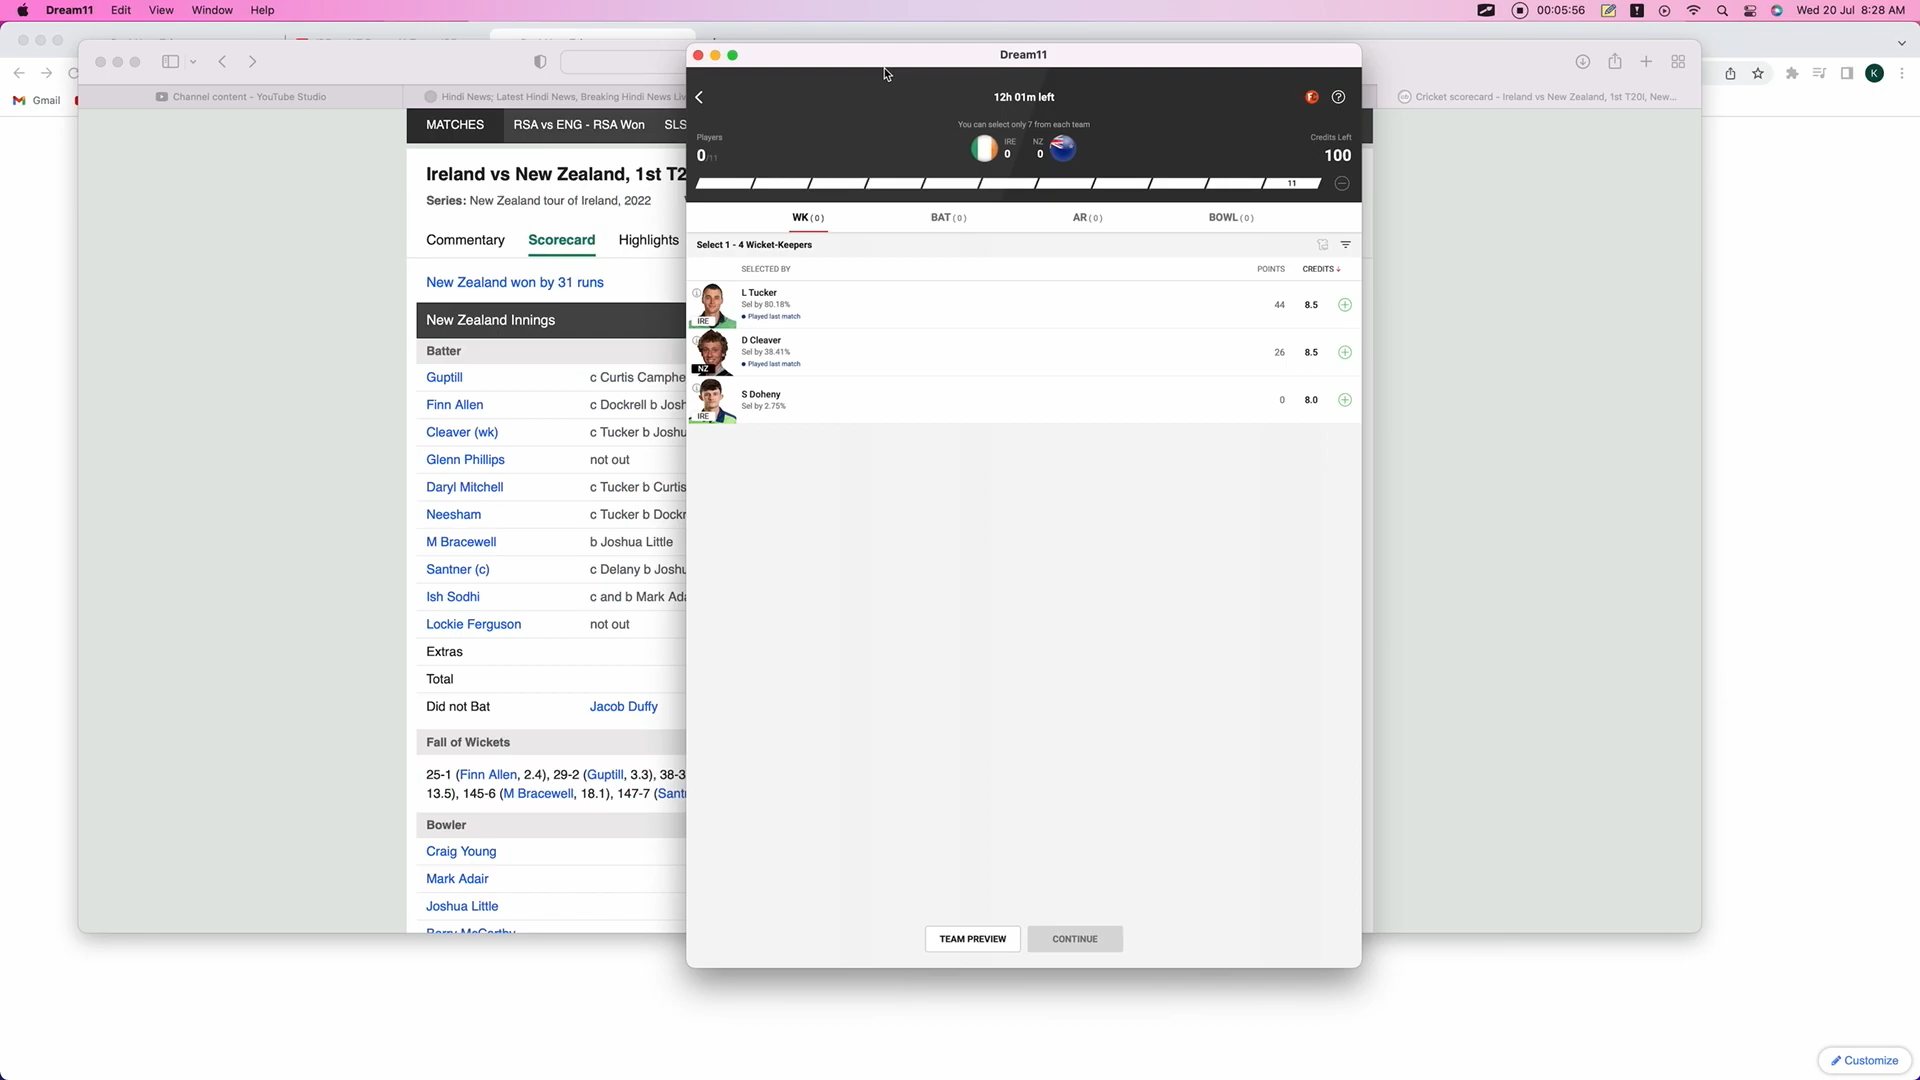 Dream11 Edit View Window Help
00:05:56
Wed 20 Jul 8:28 AM
Dream11
K
Gmail
Channel content - YouTube Studio
Hindi News; Latest Hindi News, Breaking Hindi News Liv
Cricket scorecard - Ireland vs New Zealand, 1st T20I, New...
MATCHES
RSA vs ENG - RSA Won
SLS
Ireland vs New Zealand, 1st T2
Series: New Zealand tour of Ireland, 2022
Commentary
Scorecard
Highlights
New Zealand won by 31 runs
New Zealand Innings
Batter
Guptill
c Curtis Camphe
Finn Allen
c Dockrell b Josh
Cleaver (wk)
c Tucker b Joshu
Glenn Phillips
not out
Daryl Mitchell
c Tucker b Curtis
Neesham
c Tucker b Dockr
M Bracewell
b Joshua Little
Santner (c)
c Delany b Joshu
Ish Sodhi
c and b Mark Ada
Lockie Ferguson
not out
Extras
Total
Did not Bat
Jacob Duffy
Fall of Wickets
25-1 (Finn Allen, 2.4), 29-2 (Guptill, 3.3), 38-3
13.5), 145-6 (M Bracewell, 18.1), 147-7 (Santn
Bowler
Craig Young
Mark Adair
Joshua Little
Barry McCarthy
12h 01m left
You can select only 7 from each team
Players
0/11
IRE
0
NZ
0
Credits Left
100
11
WK (0)
BAT (0)
AR (0)
BOWL (0)
Select 1 - 4 Wicket-Keepers
SELECTED BY
POINTS
CREDITS
L Tucker
Sel by 80.18%
Played last match
IRE
44
8.5
D Cleaver
Sel by 38.41%
Played last match
NZ
26
8.5
S Doheny
Sel by 2.75%
IRE
0
8.0
TEAM PREVIEW
CONTINUE
Customize